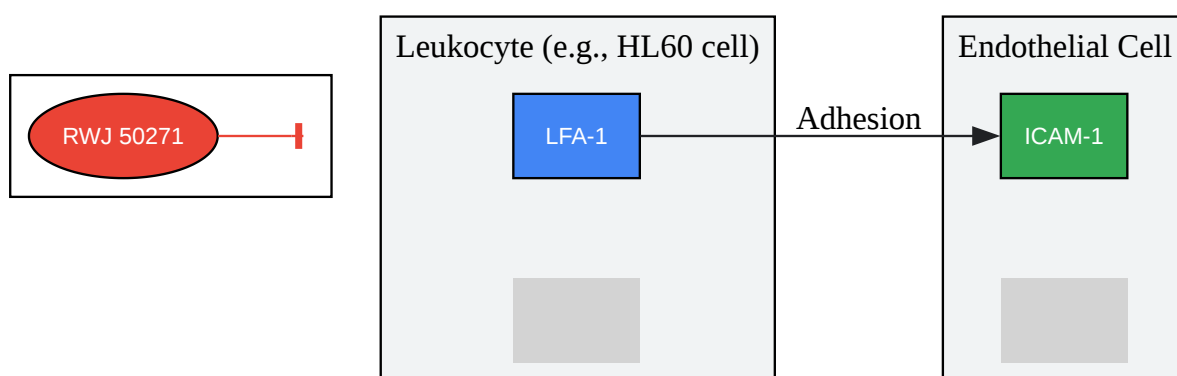 Leukocyte (e.g., HL60 cell)
Endothelial Cell
RWJ 50271
LFA-1
Adhesion
ICAM-1